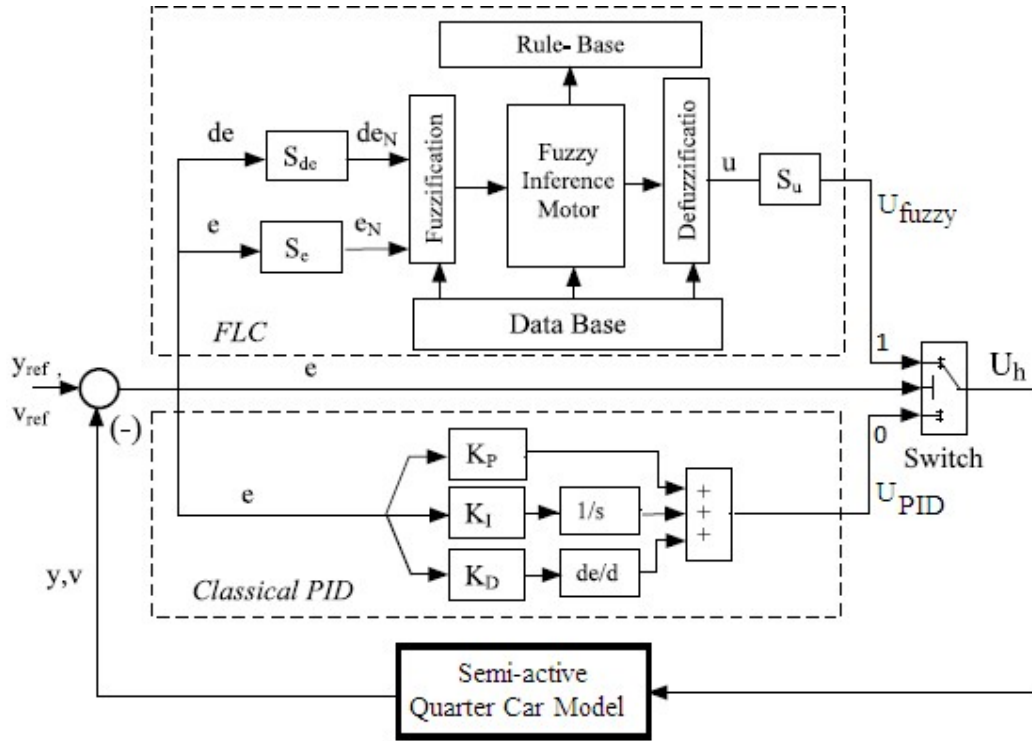 Rule- Base
de
S_de
de_N
Fuzzification
Fuzzy
Inference
Motor
Defuzzificatio
u
S_u
U_fuzzy
e
S_e
e_N
Data Base
FLC
y_ref ,
v_ref
(-)
e
1
0
U_h
Switch
U_PID
e
K_P
K_I
1/s
K_D
de/d
+
+
+
Classical PID
y,v
Semi-active
Quarter Car Model